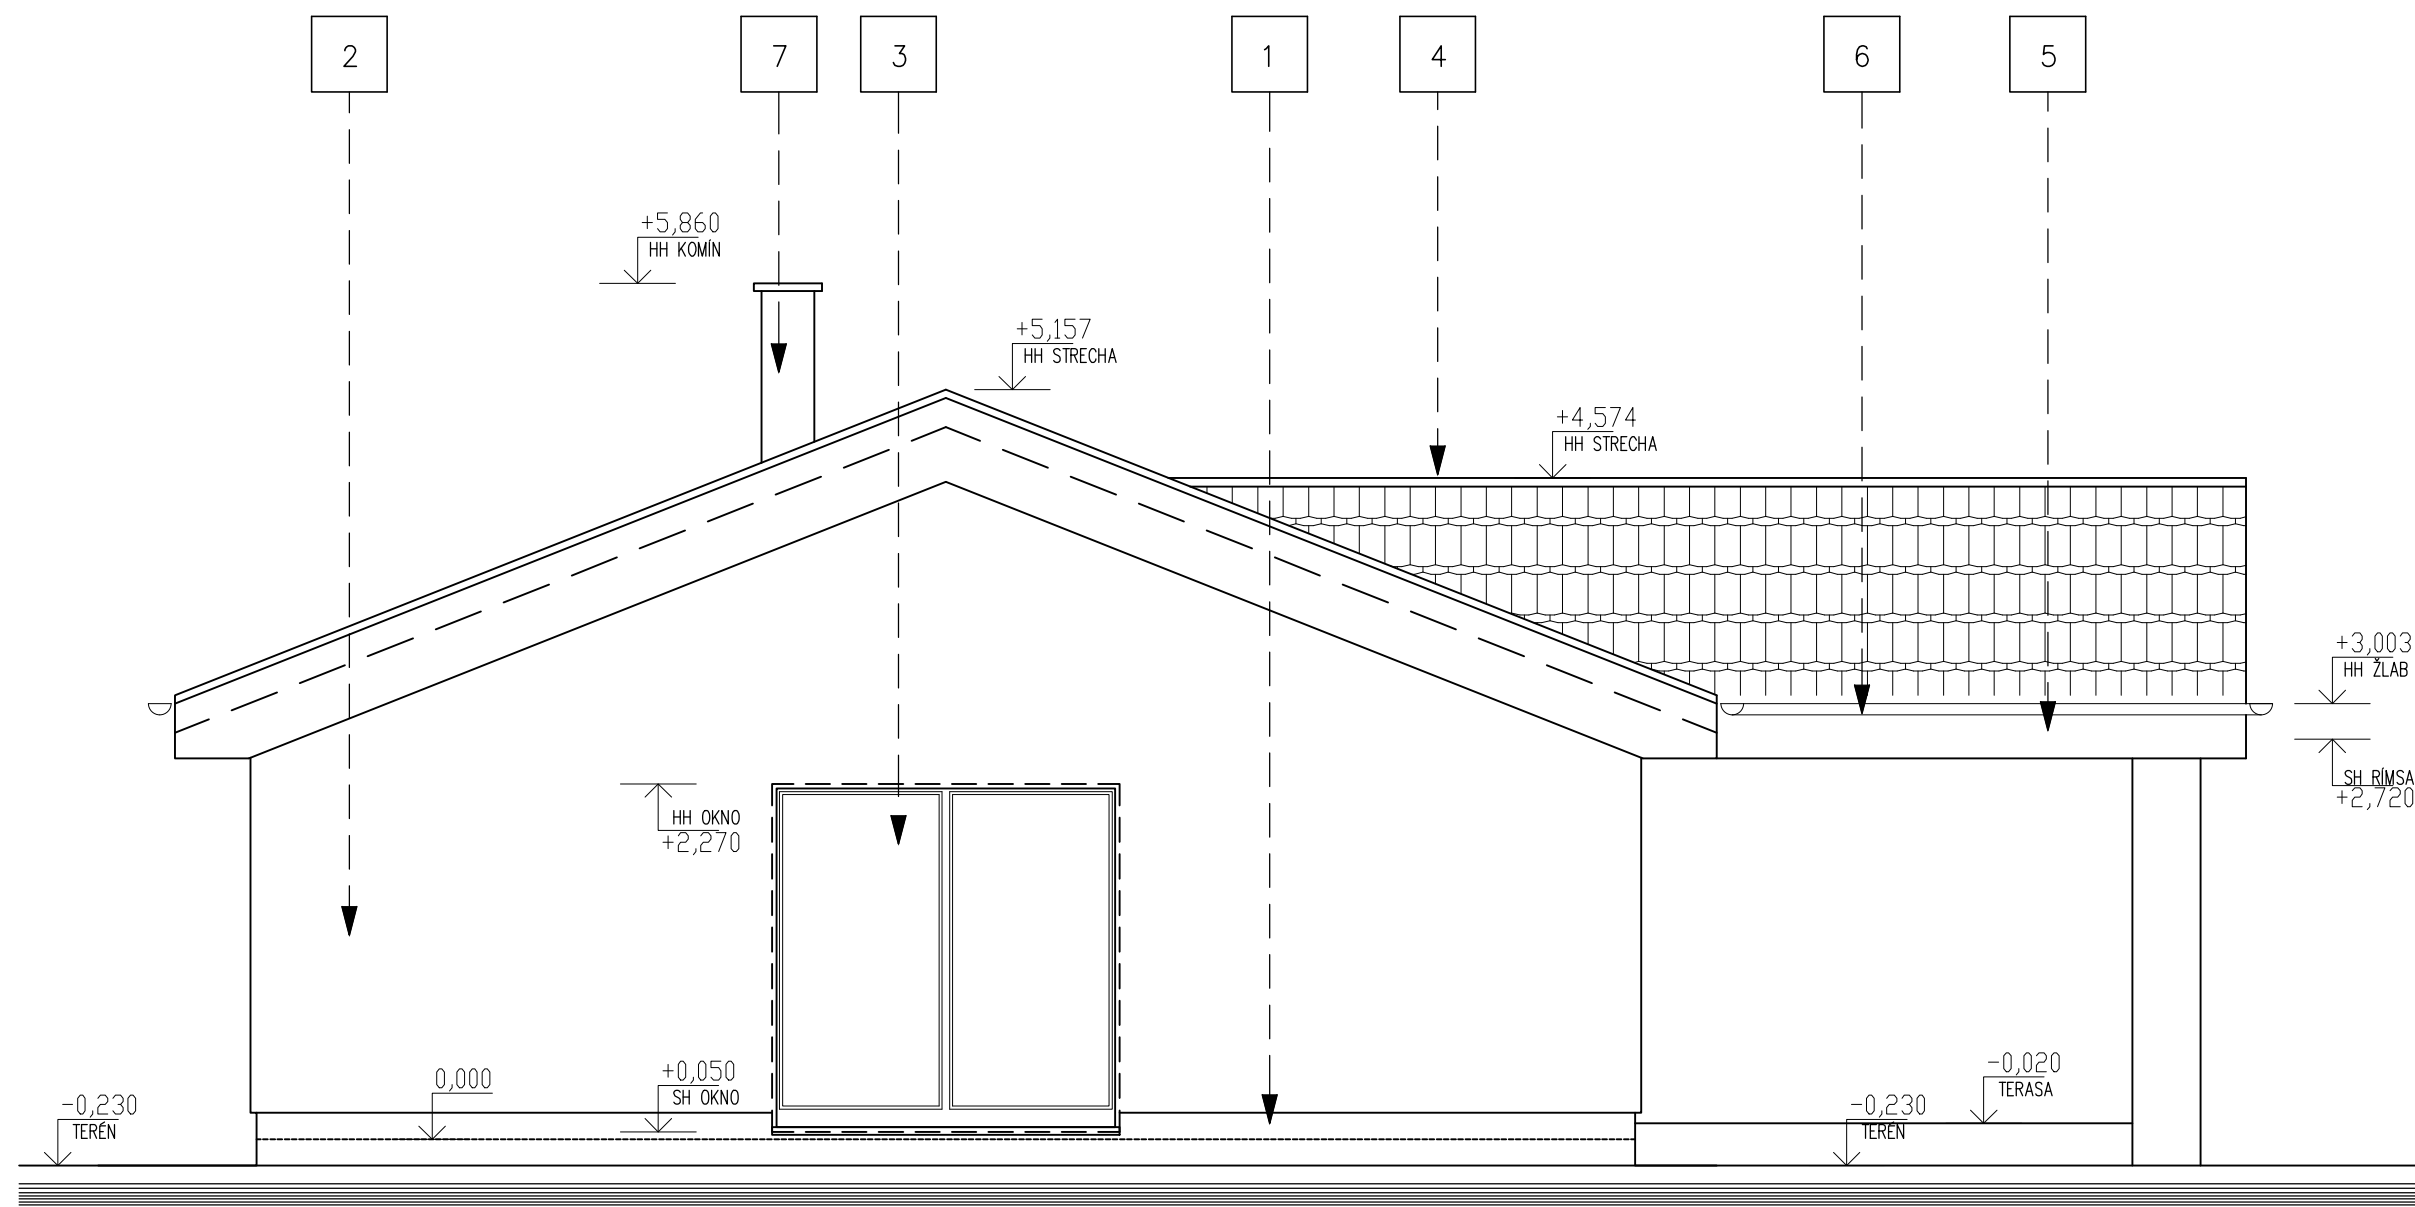 2
7
3
1
4
6
5
+5,860
HH KOMÍN
+5,157
HH STRECHA
+4,574
HH STRECHA
+3,003
HH ŽLAB
SH RÍMSA
+2,720
HH OKNO
+2,270
+0,050
SH OKNO
0,000
-0,230
TERÉN
-0,020
TERASA
-0,230
TERÉN